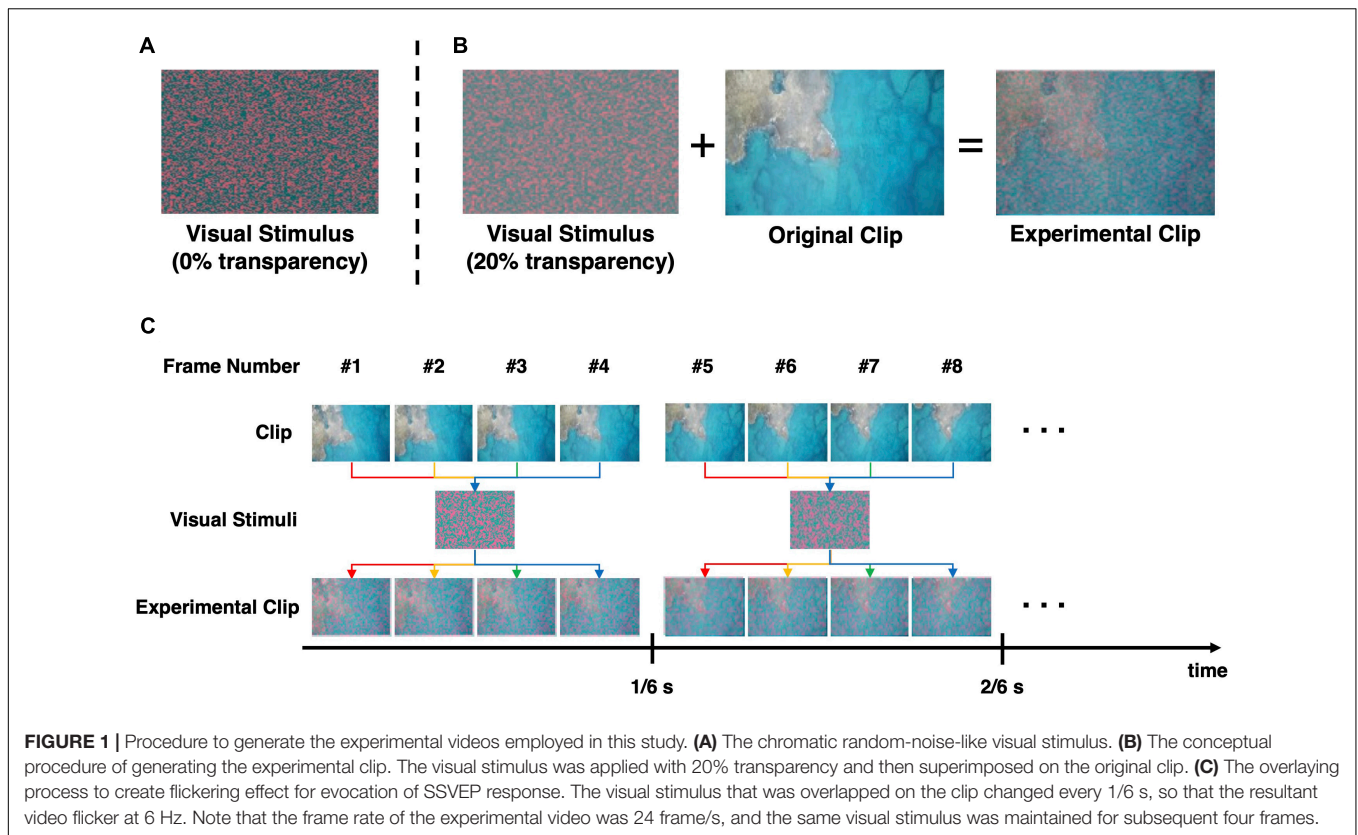 A
B
+
=
Visual Stimulus
(0% transparency)
Visual Stimulus
(20% transparency)
Original Clip
Experimental Clip
C
Frame Number #1 #2 #3 #4 #5 #6 #7 #8
Clip
. . .
Visual Stimuli
Experimental Clip
. . .
time
1/6 s
2/6 s
FIGURE 1 | Procedure to generate the experimental videos employed in this study. (A) The chromatic random-noise-like visual stimulus. (B) The conceptual
procedure of generating the experimental clip. The visual stimulus was applied with 20% transparency and then superimposed on the original clip. (C) The overlaying
process to create flickering effect for evocation of SSVEP response. The visual stimulus that was overlapped on the clip changed every 1/6 s, so that the resultant
video flicker at 6 Hz. Note that the frame rate of the experimental video was 24 frame/s, and the same visual stimulus was maintained for subsequent four frames.